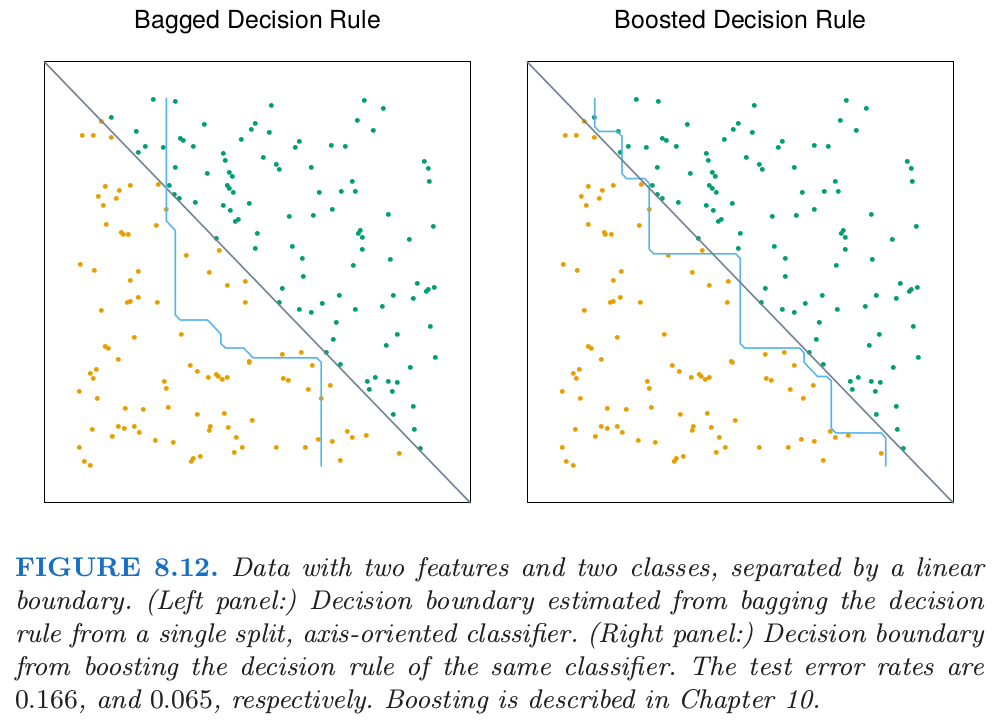 Bagged Decision Rule
Boosted Decision Rule
FIGURE 8.12. Data with two features and two classes, separated by a linear
boundary. (Left panel:) Decision boundary estimated from bagging the decision
rule from a single split, axis-oriented classifier. (Right panel:) Decision boundary
from boosting the decision rule of the same classifier. The test error rates are
0.166, and 0.065, respectively. Boosting is described in Chapter 10.